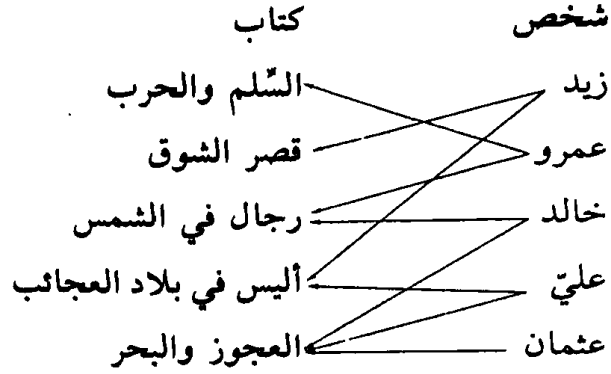 شخص كتاب
زيد السِّلم والحرب
عمرو قصر الشوق
خالد رجال في الشمس
عليّ أليس في بلاد العجائب
عثمان العجوز والبحر